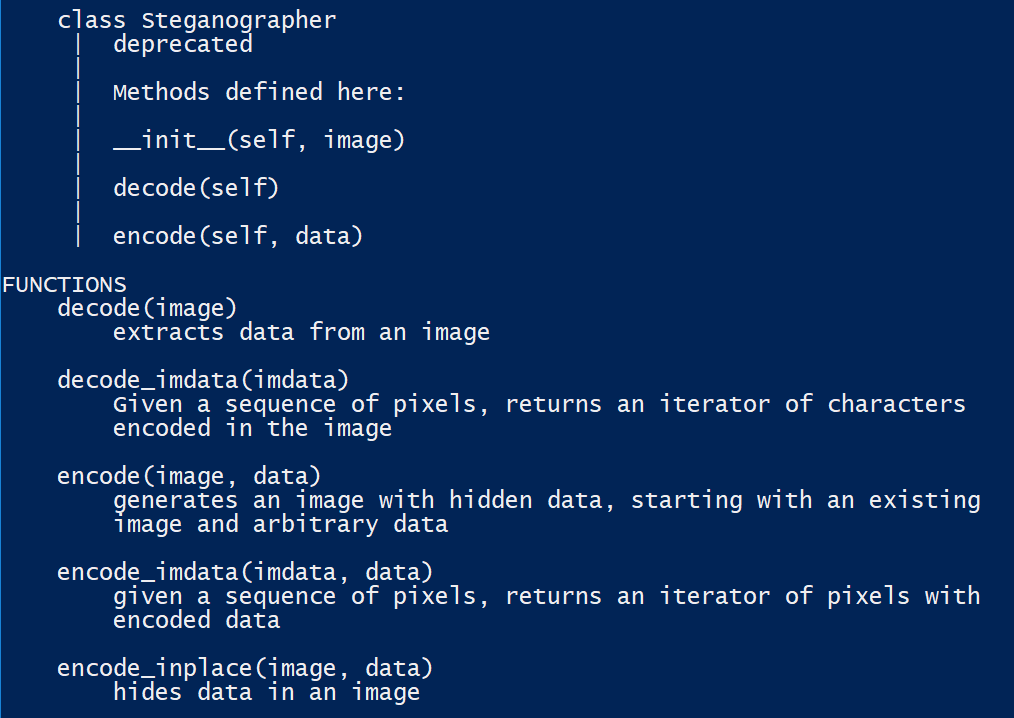 class Steganographer
 |  deprecated
 |
 |  Methods defined here:
 |
 |  __init__(self, image)
 |
 |  decode(self)
 |
 |  encode(self, data)
FUNCTIONS
    decode(image)
        extracts data from an image
    decode_imdata(imdata)
        Given a sequence of pixels, returns an iterator of characters
        encoded in the image
    encode(image, data)
        generates an image with hidden data, starting with an existing
        image and arbitrary data
    encode_imdata(imdata, data)
        given a sequence of pixels, returns an iterator of pixels with
        encoded data
    encode_inplace(image, data)
        hides data in an image